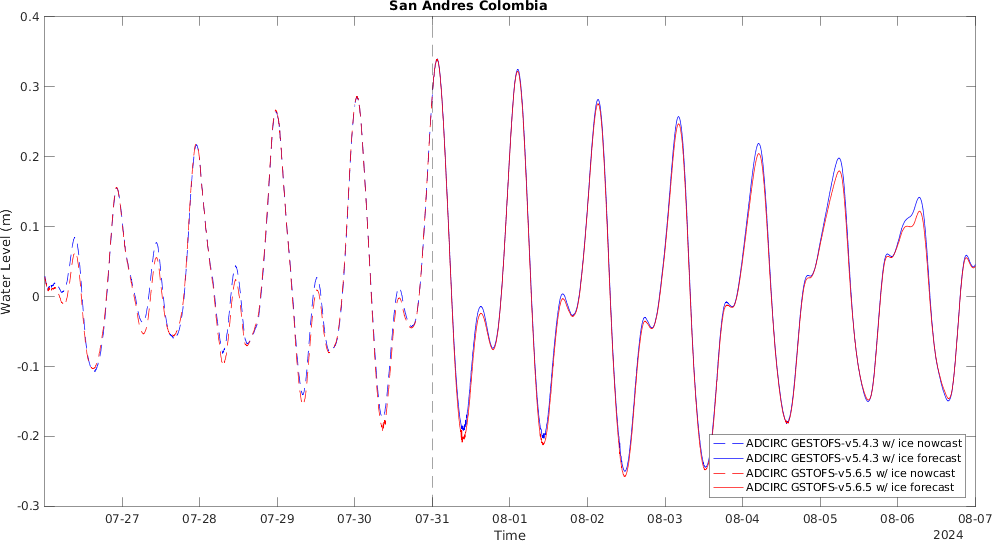 San Andres Colombia
0.4
0.3
0.2
0.1
0
-0.1
-0.2
-0.3
Water Level (m)
ADCIRC GESTOFS-v5.4.3 w/ ice nowcast
ADCIRC GESTOFS-v5.4.3 w/ ice forecast
ADCIRC GSTOFS-v5.6.5 w/ ice nowcast
ADCIRC GSTOFS-v5.6.5 w/ ice forecast
07-27 07-28 07-29 07-30 07-31 08-01 08-02 08-03 08-04 08-05 08-06 08-07
Time
2024